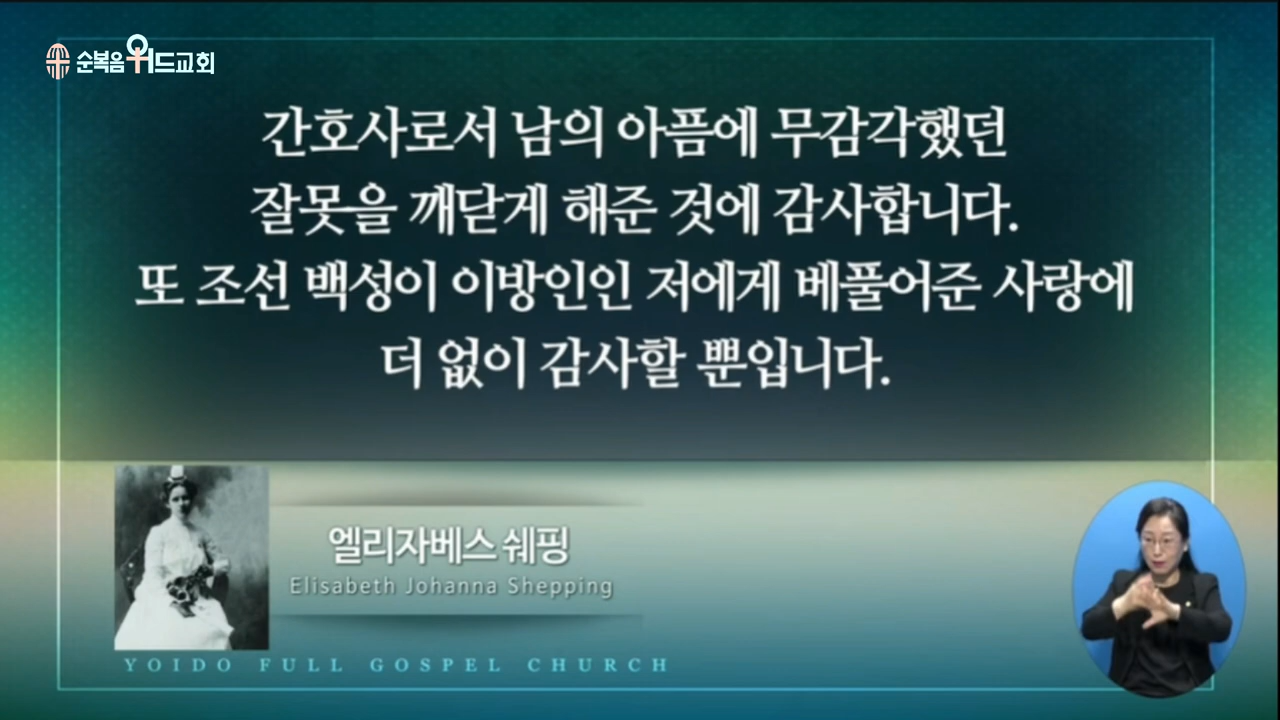 순복음위드교회
간호사로서 남의 아픔에 무감각했던
잘못을 깨닫게 해준 것에 감사합니다.
또 조선 백성이 이방인인 저에게 베풀어준 사랑에
더 없이 감사할 뿐입니다.
엘리자베스 쉐핑
Elisabeth Johanna Shepping
YOIDO FULL GOSPEL CHURCH